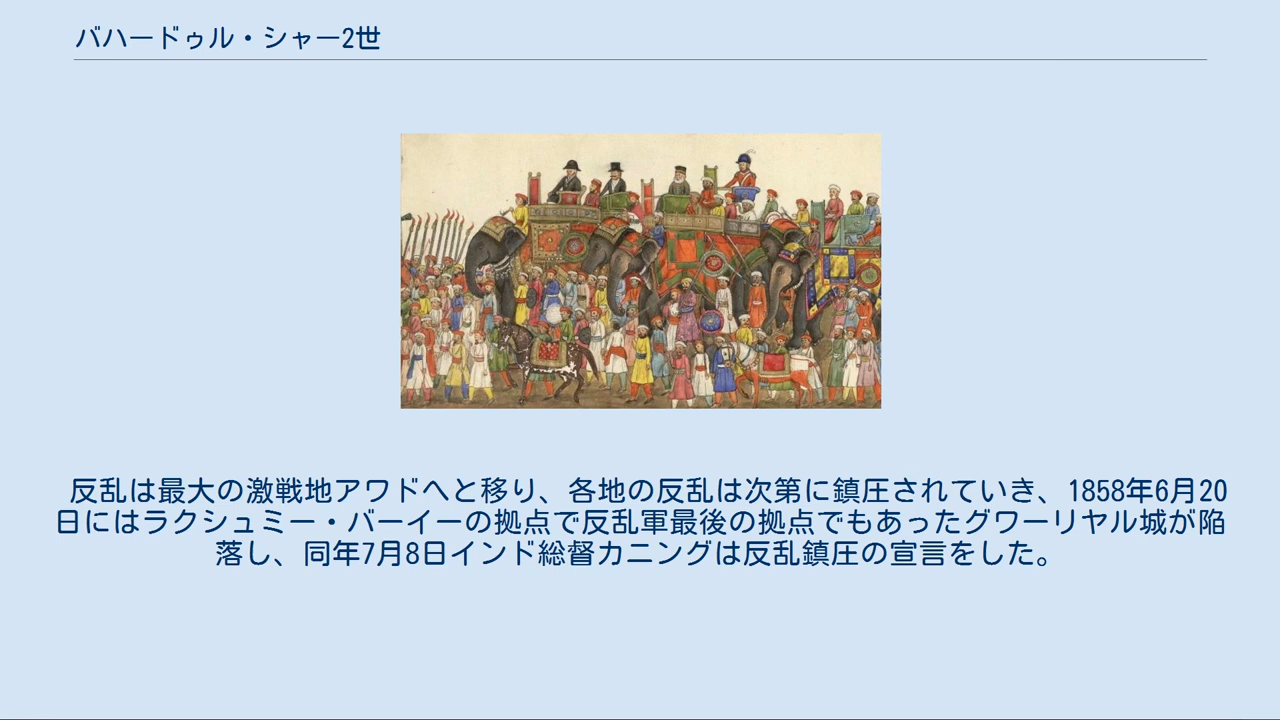 バハードゥル・シャー2世
反乱は最大の激戦地アワドへと移り、各地の反乱は次第に鎮圧されていき、1858年6月20
日にはラクシュミー・バーイーの拠点で反乱軍最後の拠点でもあったグワーリヤル城が陥
落し、同年7月8日インド総督カニングは反乱鎮圧の宣言をした。